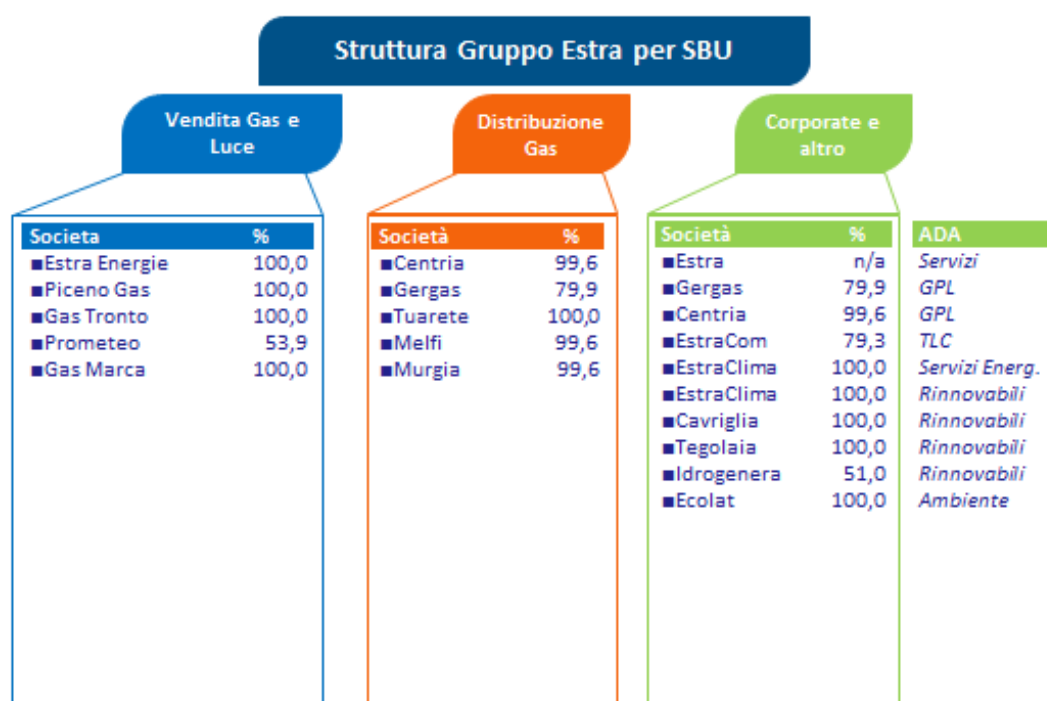 Struttura Gruppo Estra per SBU
Vendita Gas e
Luce
Societa %
■Estra Energie 100,0
■Piceno Gas 100,0
■Gas Tronto 100,0
■Prometeo 53,9
■Gas Marca 100,0
Distribuzione
Gas
Società %
■Centria 99,6
■Gergas 79,9
■Tuarete 100,0
■Melfi 99,6
■Murgia 99,6
Corporate e
altro
Società % ADA
■Estra n/a Servizi
■Gergas 79,9 GPL
■Centria 99,6 GPL
■EstraCom 79,3 TLC
■EstraClima 100,0 Servizi Energ.
■EstraClima 100,0 Rinnovabili
■Cavriglia 100,0 Rinnovabili
■Tegolaia 100,0 Rinnovabili
■Idrogenera 51,0 Rinnovabili
■Ecolat 100,0 Ambiente